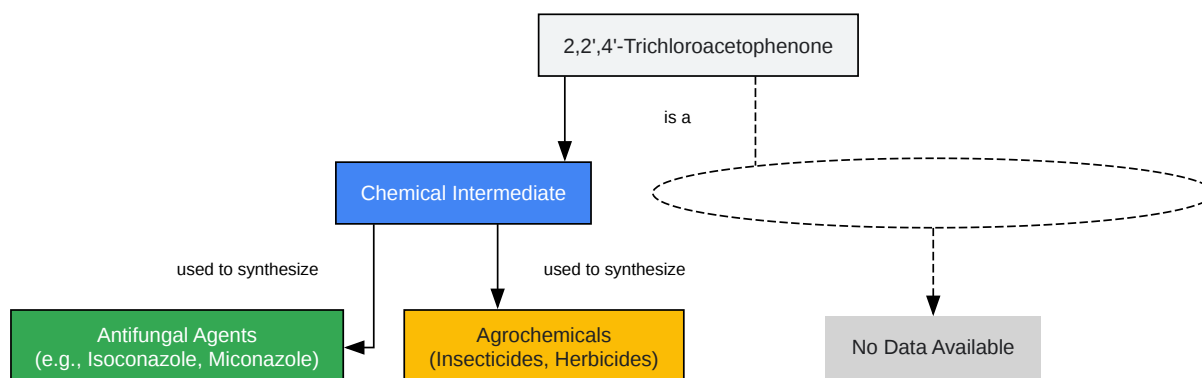 2,2',4'-Trichloroacetophenone
is a
Chemical Intermediate
used to synthesize
used to synthesize
Antifungal Agents
(e.g., Isoconazole, Miconazole)
Agrochemicals
(Insecticides, Herbicides)
No Data Available